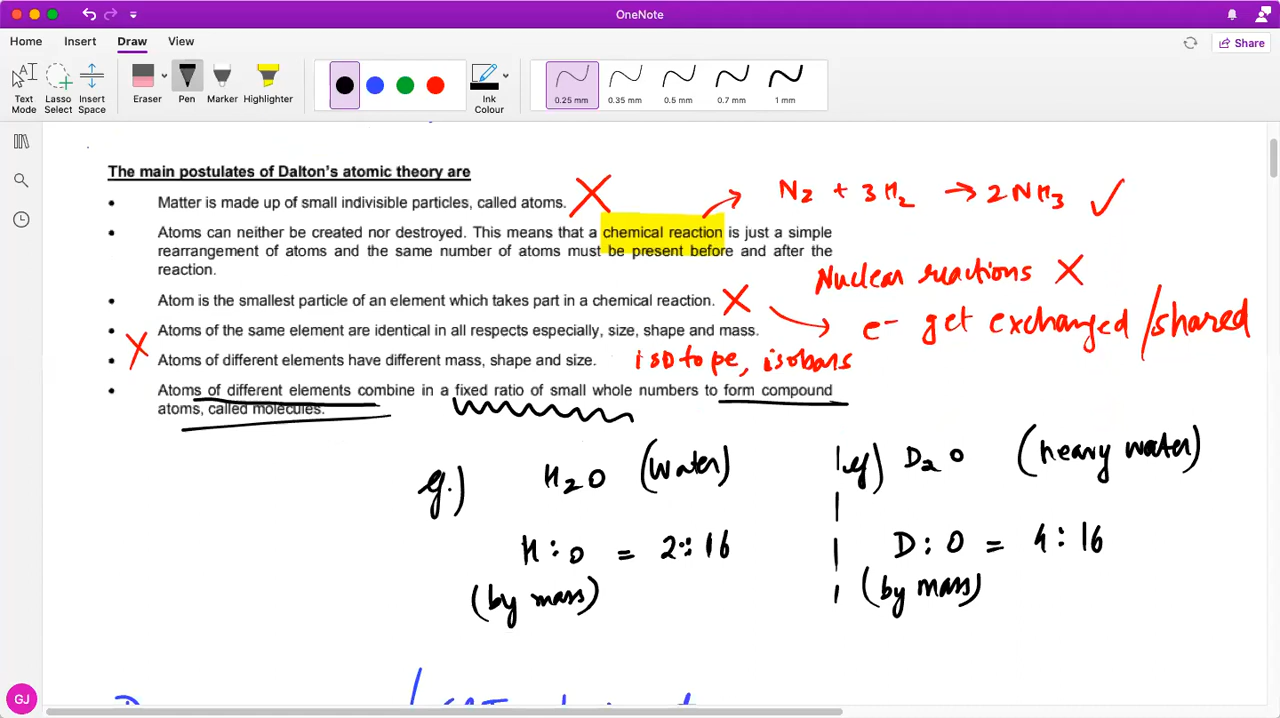 OneNote
Home Insert Draw View
Share
Text Mode
Lasso Select
Insert Space
Eraser
Pen
Marker
Highlighter
Ink Colour
0.25 mm
0.35 mm
0.5 mm
0.7 mm
1 mm
The main postulates of Dalton's atomic theory are
• Matter is made up of small indivisible particles, called atoms.
N2 + 3H2 → 2NH3 ✓
• Atoms can neither be created nor destroyed. This means that a chemical reaction is just a simple
rearrangement of atoms and the same number of atoms must be present before and after the
reaction.
Nuclear reactions X
• Atom is the smallest particle of an element which takes part in a chemical reaction. X
e- get exchanged/shared
• Atoms of the same element are identical in all respects especially, size, shape and mass.
• Atoms of different elements have different mass, shape and size.
isotope, isobars
• Atoms of different elements combine in a fixed ratio of small whole numbers to form compound
atoms, called molecules.
eg.) H2O (water)
eg) D2O (heavy water)
H : O = 2 : 16
D : O = 4 : 16
(by mass)
(by mass)
GJ